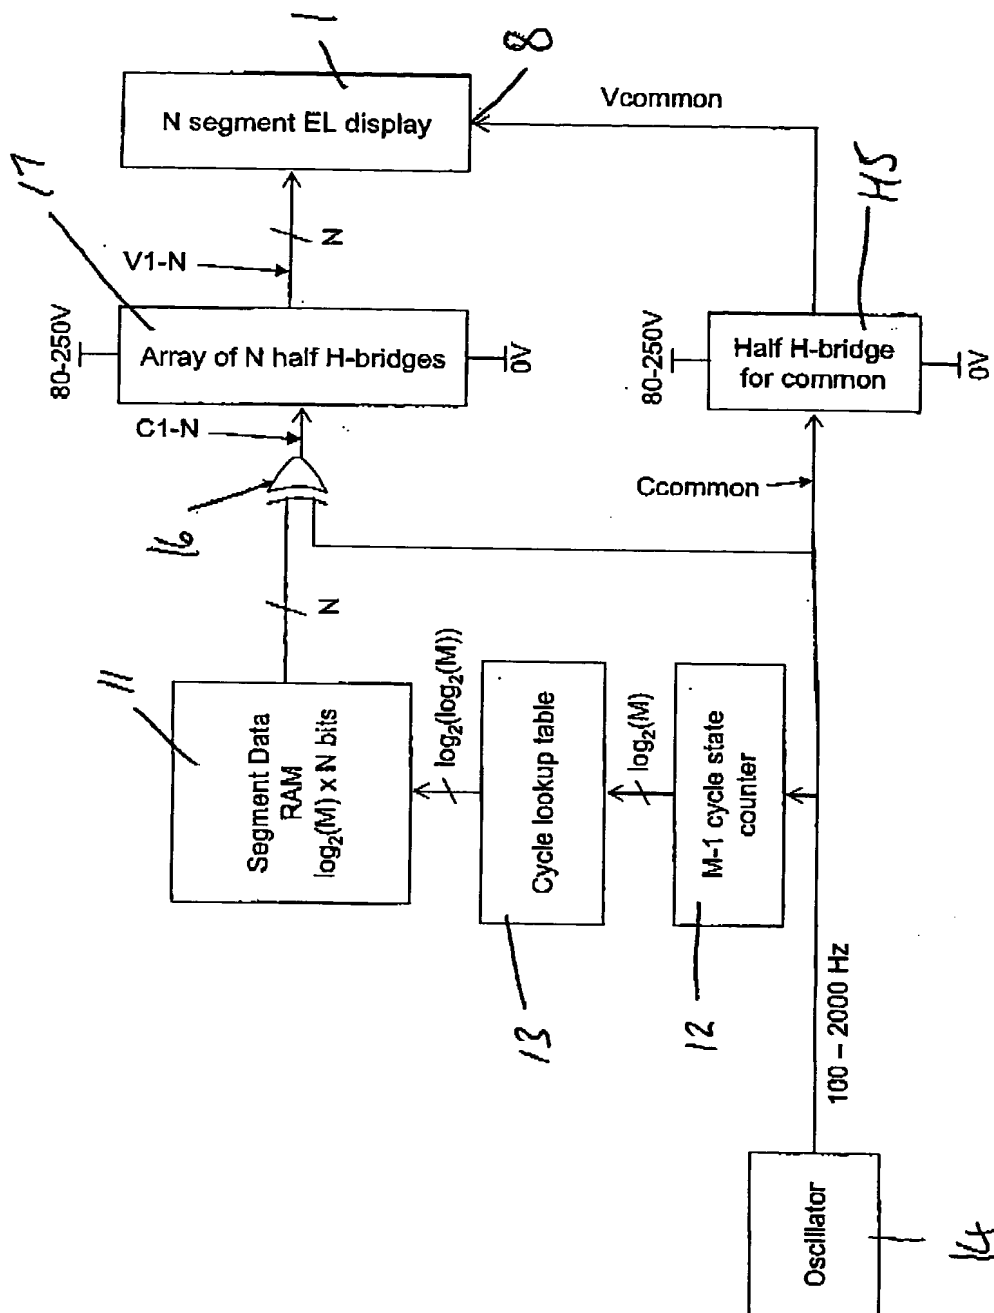 1
N segment EL display
8
Vcommon
17
V1-N
N
80-250V
Array of N half H-bridges
0V
H5
80-250V
Half H-bridge
for common
0V
C1-N
Ccommon
16
N
11
Segment Data
RAM
log₂(M) x N bits
log₂(log₂(M))
Cycle lookup table
13
log₂(M)
M-1 cycle state
counter
12
100 – 2000 Hz
Oscillator
14